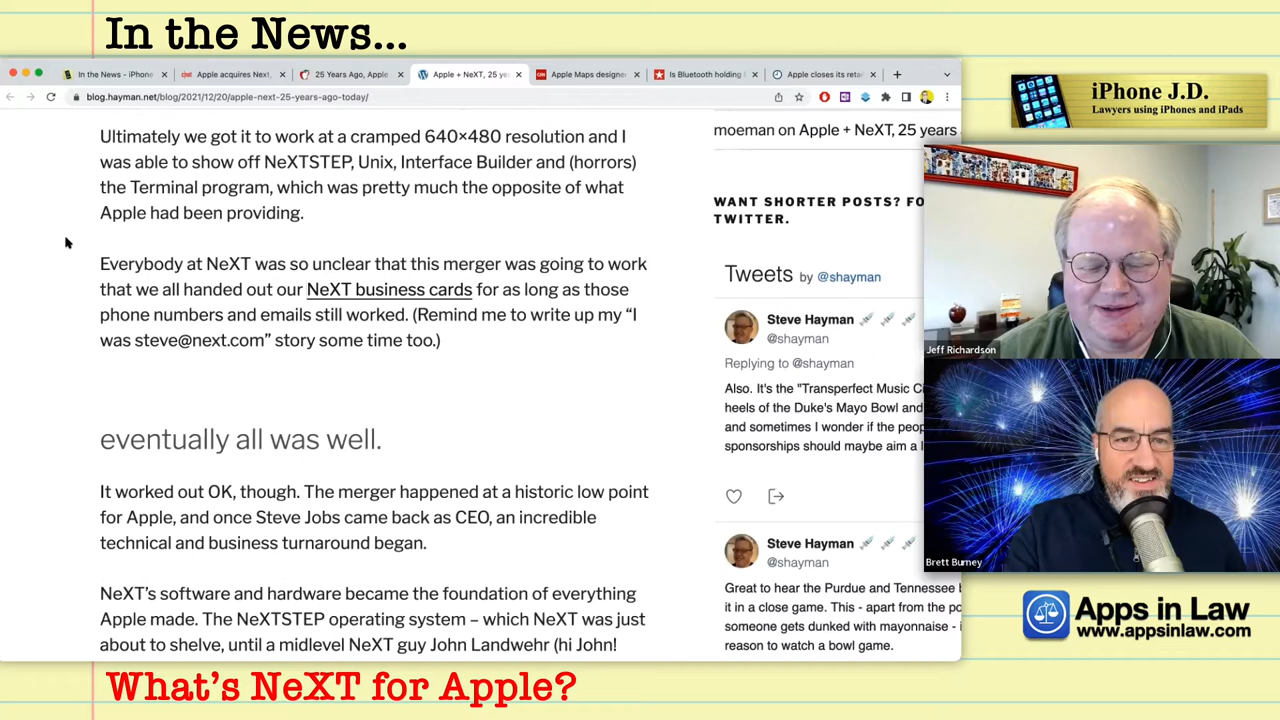 In the News...
In the News - iPhone
Apple acquires Next,
25 Years Ago, Apple
Apple + NeXT, 25 ye
Apple Maps designe
Is Bluetooth holding
Apple closes its reta
blog.hayman.net/blog/2021/12/20/apple-next-25-years-ago-today/
iPhone J.D.
Lawyers using iPhones and iPads
Ultimately we got it to work at a cramped 640×480 resolution and I
was able to show off NeXTSTEP, Unix, Interface Builder and (horrors)
the Terminal program, which was pretty much the opposite of what
Apple had been providing.
Everybody at NeXT was so unclear that this merger was going to work
that we all handed out our NeXT business cards for as long as those
phone numbers and emails still worked. (Remind me to write up my “I
was steve@next.com” story some time too.)
eventually all was well.
It worked out OK, though. The merger happened at a historic low point
for Apple, and once Steve Jobs came back as CEO, an incredible
technical and business turnaround began.
NeXT’s software and hardware became the foundation of everything
Apple made. The NeXTSTEP operating system – which NeXT was just
about to shelve, until a midlevel NeXT guy John Landwehr (hi John!
moeman on Apple + NeXT, 25 years
WANT SHORTER POSTS? FO
TWITTER.
Tweets by @shayman
Steve Hayman
@shayman
Replying to @shayman
Also. It's the "Transperfect Music C
heels of the Duke's Mayo Bowl and
and sometimes I wonder if the peop
sponsorships should maybe aim a l
Steve Hayman
@shayman
Great to hear the Purdue and Tennessee b
it in a close game. This - apart from the po
someone gets dunked with mayonnaise - i
reason to watch a bowl game.
Jeff Richardson
Brett Burney
Apps in Law
www.appsinlaw.com
What’s NeXT for Apple?